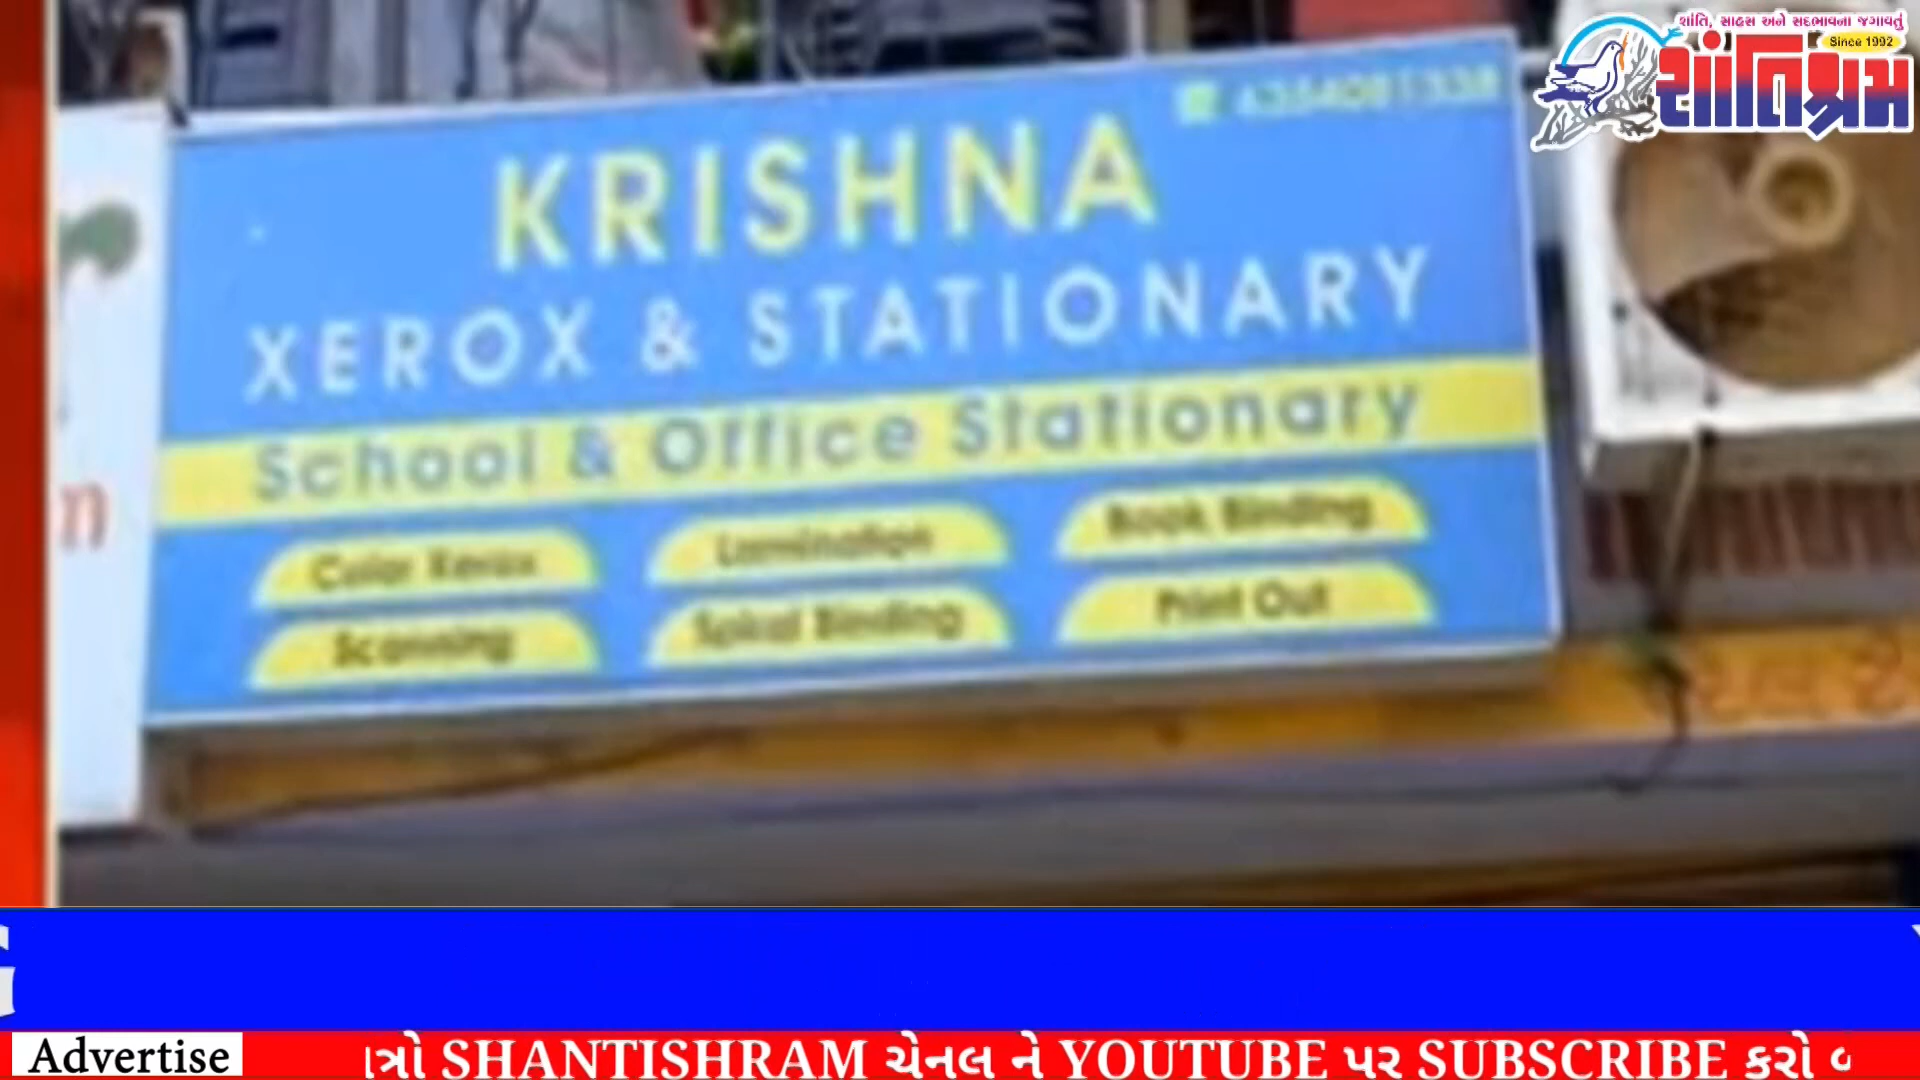 શાંતિ, સાહસ અને સદભાવના જગાવતું
Since 1992
શાંતિશ્રમ
KRISHNA
XEROX & STATIONARY
School & Office Stationary
Color Xerox
Lamination
Book Binding
Scanning
Spiral Binding
Print Out
Advertise
SHANTISHRAM ચેનલ ને YOUTUBE પર SUBSCRIBE કરો